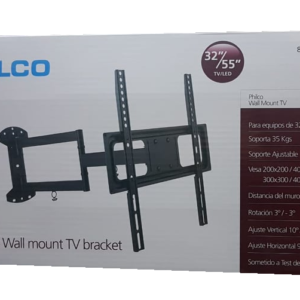 LCO
32"/55"
TV/LED
Philco
Wall Mount TV
Para equipos de 32
Soporta 35 Kgs
Soporte Ajustable
Vesa 200x200 / 40
300x300 / 40
Distancia del muro
Rotación 3° / -3°
Ajuste Vertical 10°
Ajuste Horizontal 9
Sometido a Test de
Wall mount TV bracket